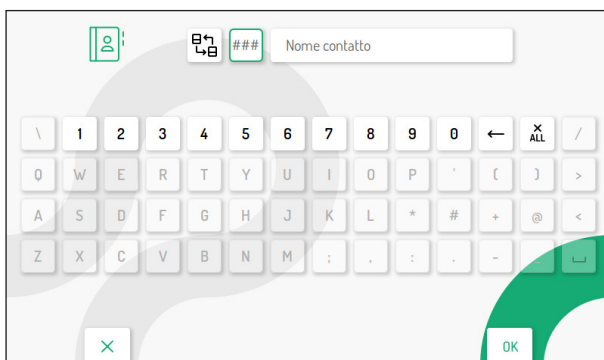 ### Nome contatto
\ 1 2 3 4 5 6 7 8 9 0 ← × ALL /
Q W E R T Y U I O P ' ( ) >
A S D F G H J K L * # + @ <
Z X C V B N M ; , : . - _ ⌴
× OK